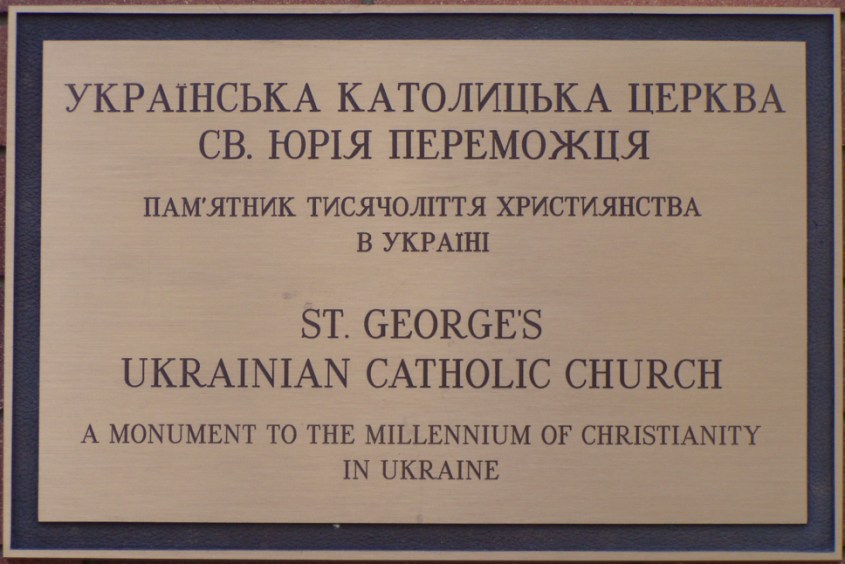 УКРАЇНСЬКА КАТОЛИЦЬКА ЦЕРКВА
СВ. ЮРІЯ ПЕРЕМОЖЦЯ
ПАМ'ЯТНИК ТИСЯЧОЛІТТЯ ХРИСТИЯНСТВА
В УКРАЇНІ
ST. GEORGE'S
UKRAINIAN CATHOLIC CHURCH
A MONUMENT TO THE MILLENNIUM OF CHRISTIANITY
IN UKRAINE